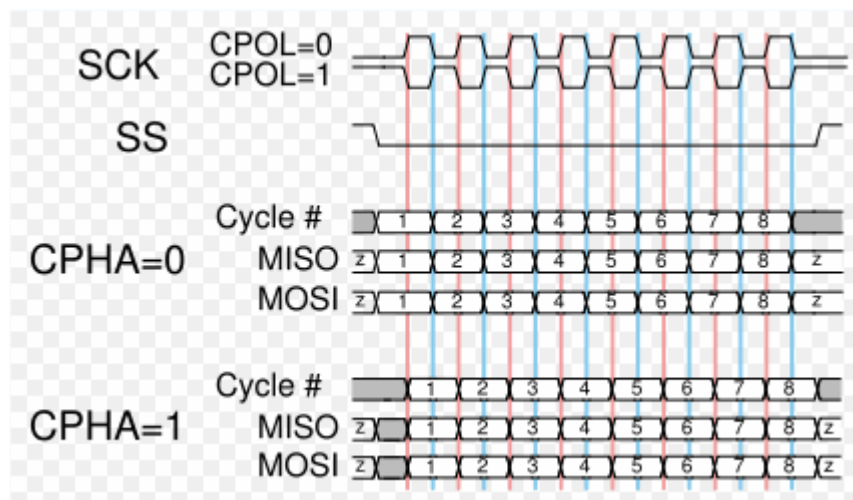 SCK CPOL=0
CPOL=1
SS
Cycle # 1 2 3 4 5 6 7 8
CPHA=0 MISO z 1 2 3 4 5 6 7 8 z
MOSI z 1 2 3 4 5 6 7 8 z
Cycle # 1 2 3 4 5 6 7 8
CPHA=1 MISO z 1 2 3 4 5 6 7 8 z
MOSI z 1 2 3 4 5 6 7 8 z